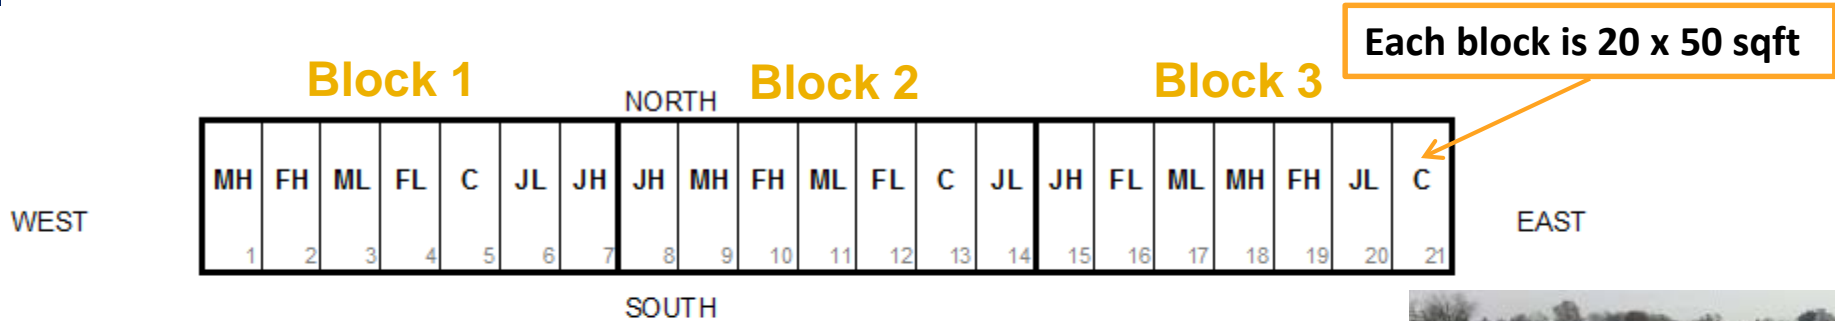 Each block is 20 x 50 sqft
Block 1 Block 2 Block 3
NORTH
MH FH ML FL C JL JH JH MH FH ML FL C JL JH FL ML MH FH JL C
WEST EAST
1 2 3 4 5 6 7 8 9 10 11 12 13 14 15 16 17 18 19 20 21
SOUTH